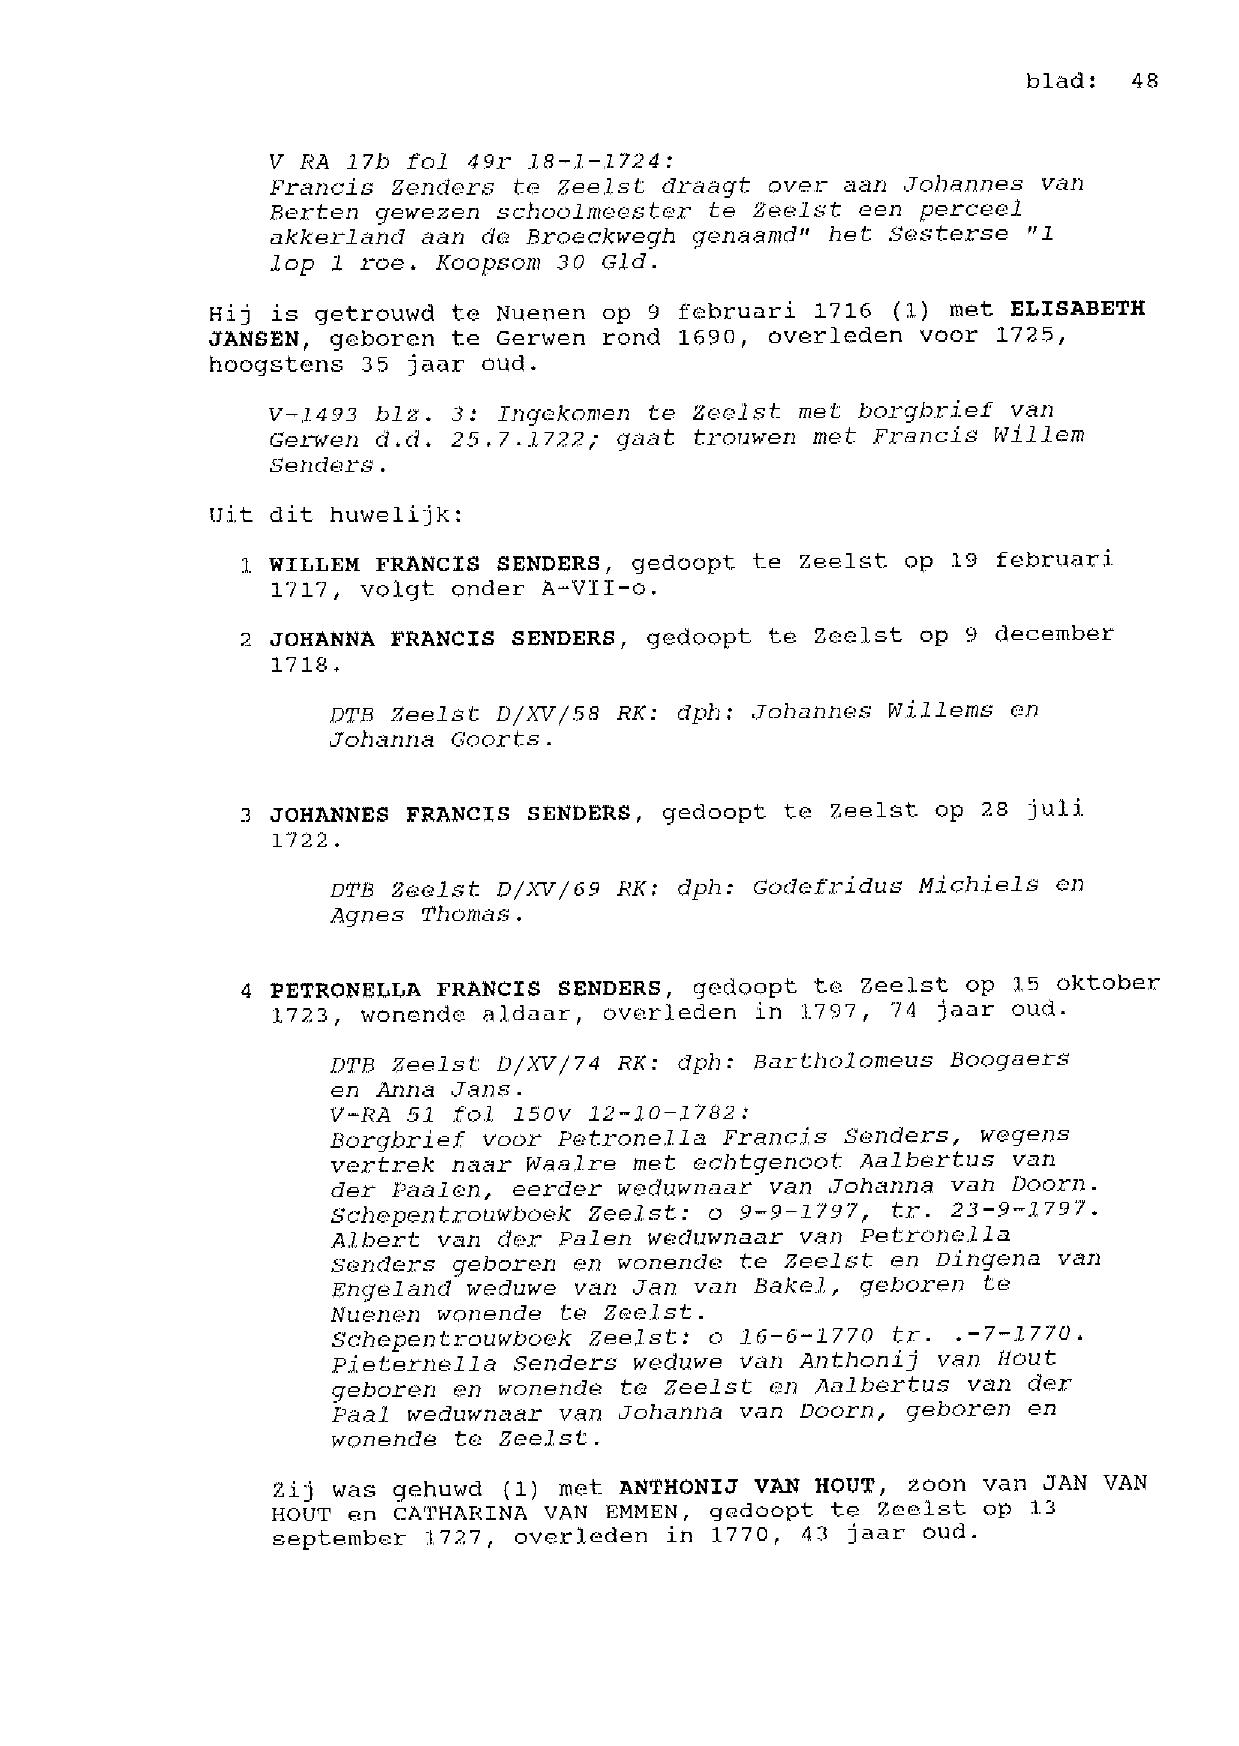 blad: 48
V RA 17b fol 49r 18-1-1724:
Francis Zenders te Zeelst draagt over aan Johannes van
Berten gewezen schoolmeester te Zeelst een perceel
akkerland aan de Broeckwegh genaamd" het Sesterse "1
lop 1 roe. Koopsom 30 Gld.
Hij is getrouwd te Nuenen op 9 februari 1716 (1) met ELISABETH
JANSEN, geboren te Gerwen rond 1690, overleden voor 1725,
hoogstens 35 jaar oud.
V-1493 blz. 3: Ingekomen te Zeelst met borgbrief van
Gerwen d.d. 25.7.1722; gaat trouwen met Francis Willem
Senders.
Uit dit huwelijk:
1 WILLEM FRANCIS SENDERS, gedoopt te Zeelst op 19 februari
1717, volgt onder A-VII-o.
2 JOHANNA FRANCIS SENDERS, gedoopt te Zeelst op 9 december
1718.
DTB Zeelst D/XV/58 RK: dph: Johannes Willems en
Johanna Goorts.
3 JOHANNES FRANCIS SENDERS, gedoopt te Zeelst op 28 juli
1722.
DTB Zeelst D/XV/69 RK: dph: Godefridus Michiels en
Agnes Thomas.
4 PETRONELLA FRANCIS SENDERS, gedoopt te Zeelst op 15 oktober
1723, wonende aldaar, overleden in 1797, 74 jaar oud.
DTB Zeelst D/XV/74 RK: dph: Bartholomeus Boogaers
en Anna Jans.
V-RA 51 fol 150v 12-10-1782:
Borgbrief voor Petronella Francis Senders, wegens
vertrek naar Waalre met echtgenoot Aalbertus van
der Paalen, eerder weduwnaar van Johanna van Doorn.
Schepentrouwboek Zeelst: o 9-9-1797, tr. 23-9-1797.
Albert van der Palen weduwnaar van Petronella
Senders geboren en wonende te Zeelst en Dingena van
Engeland weduwe van Jan van Bakel, geboren te
Nuenen wonende te Zeelst.
Schepentrouwboek Zeelst: o 16-6-1770 tr. .-7-1770.
Pieternella Senders weduwe van Anthonij van Hout
geboren en wonende te Zeelst en Aalbertus van der
Paal weduwnaar van Johanna van Doorn, geboren en
wonende te Zeelst.
Zij was gehuwd (1) met ANTHONIJ VAN HOUT, zoon van JAN VAN
HOUT en CATHARINA VAN EMMEN, gedoopt te Zeelst op 13
september 1727, overleden in 1770, 43 jaar oud.